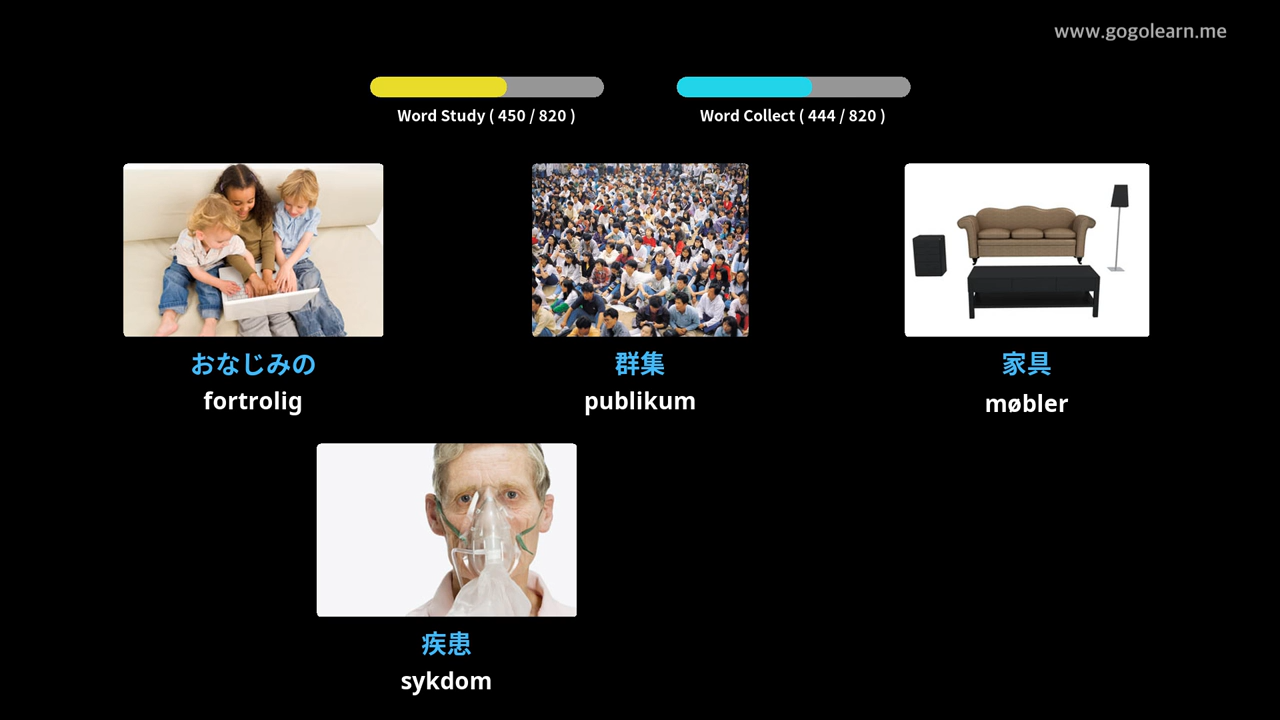 www.gogolearn.me
Word Study ( 450 / 820 )
Word Collect ( 444 / 820 )
おなじみの
fortrolig
群集
publikum
家具
møbler
疾患
sykdom